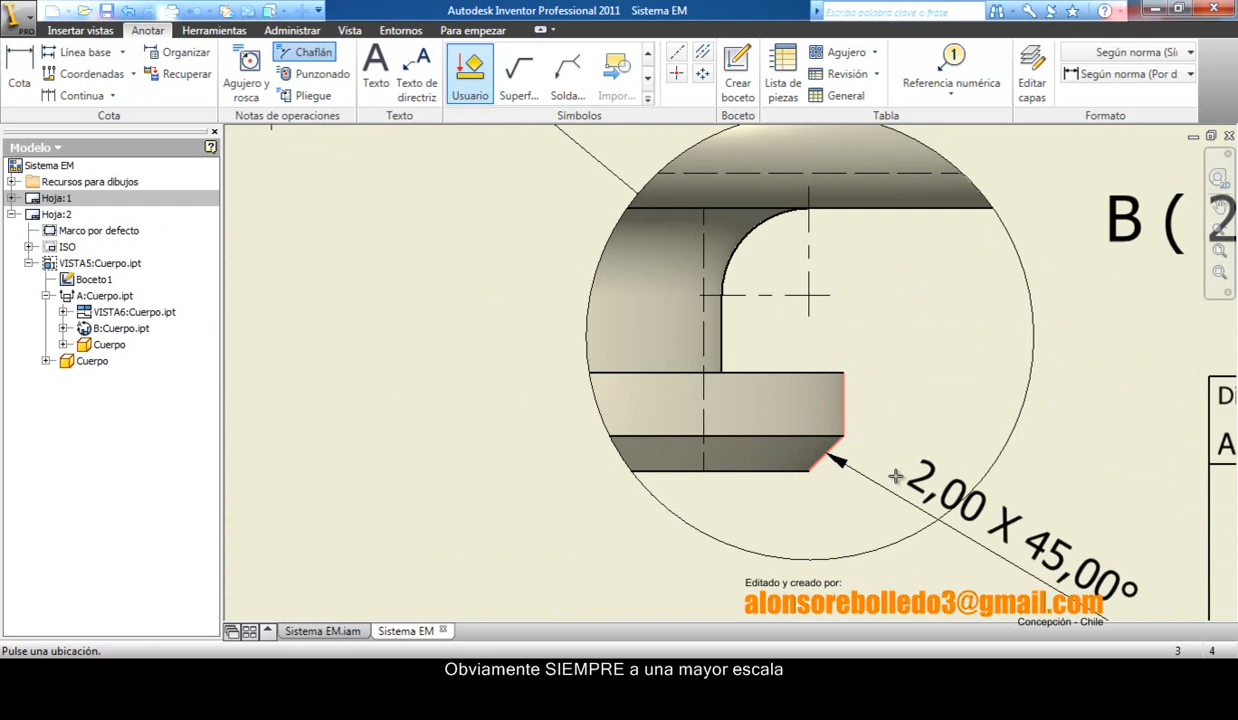 PRO
Autodesk Inventor Professional 2011 Sistema EM
Escriba palabra clave o frase
Insertar vistas Anotar Herramientas Administrar Vista Entornos Para empezar
Cota
Línea base
Coordenadas
Continua
Organizar
Recuperar
Cota
Agujero y rosca
Chaflán
Punzonado
Pliegue
Notas de operaciones
Texto
Texto de directriz
Texto
Usuario
Superf...
Solda...
Impor...
Símbolos
Crear boceto
Boceto
Lista de piezas
Agujero
Revisión
General
Referencia numérica
Tabla
Editar capas
Según norma (Si
Según norma (Por d
Formato
Modelo
Sistema EM
Recursos para dibujos
Hoja:1
Hoja:2
Marco por defecto
ISO
VISTA5:Cuerpo.ipt
Boceto1
A:Cuerpo.ipt
VISTA6:Cuerpo.ipt
B:Cuerpo.ipt
Cuerpo
Cuerpo
2D
B ( 2
2,00 X 45,00°
Di
A
Editado y creado por:
alonsorebolledo3@gmail.com
Concepción - Chile
Sistema EM.iam Sistema EM
Pulse una ubicación. 3 4
Obviamente SIEMPRE a una mayor escala